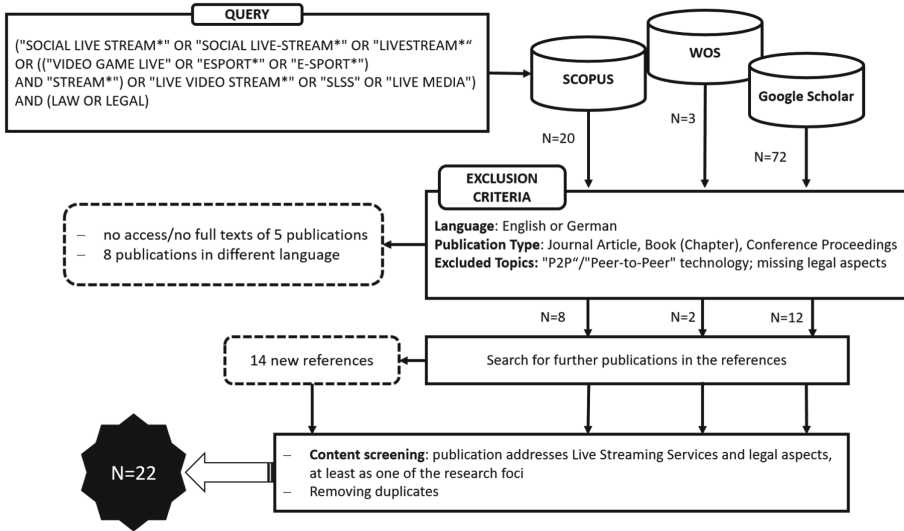 QUERY
("SOCIAL LIVE STREAM*" OR "SOCIAL LIVE-STREAM*" OR "LIVESTREAM*“
OR (("VIDEO GAME LIVE" OR "ESPORT*" OR "E-SPORT*")
AND "STREAM*") OR "LIVE VIDEO STREAM*" OR "SLSS" OR "LIVE MEDIA")
AND (LAW OR LEGAL)
SCOPUS
WOS
Google Scholar
N=20
N=3
N=72
EXCLUSION
CRITERIA
Language: English or German
Publication Type: Journal Article, Book (Chapter), Conference Proceedings
Excluded Topics: "P2P“/"Peer-to-Peer" technology; missing legal aspects
– no access/no full texts of 5 publications
– 8 publications in different language
N=8
N=2
N=12
14 new references
Search for further publications in the references
– Content screening: publication addresses Live Streaming Services and legal aspects,
at least as one of the research foci
– Removing duplicates
N=22